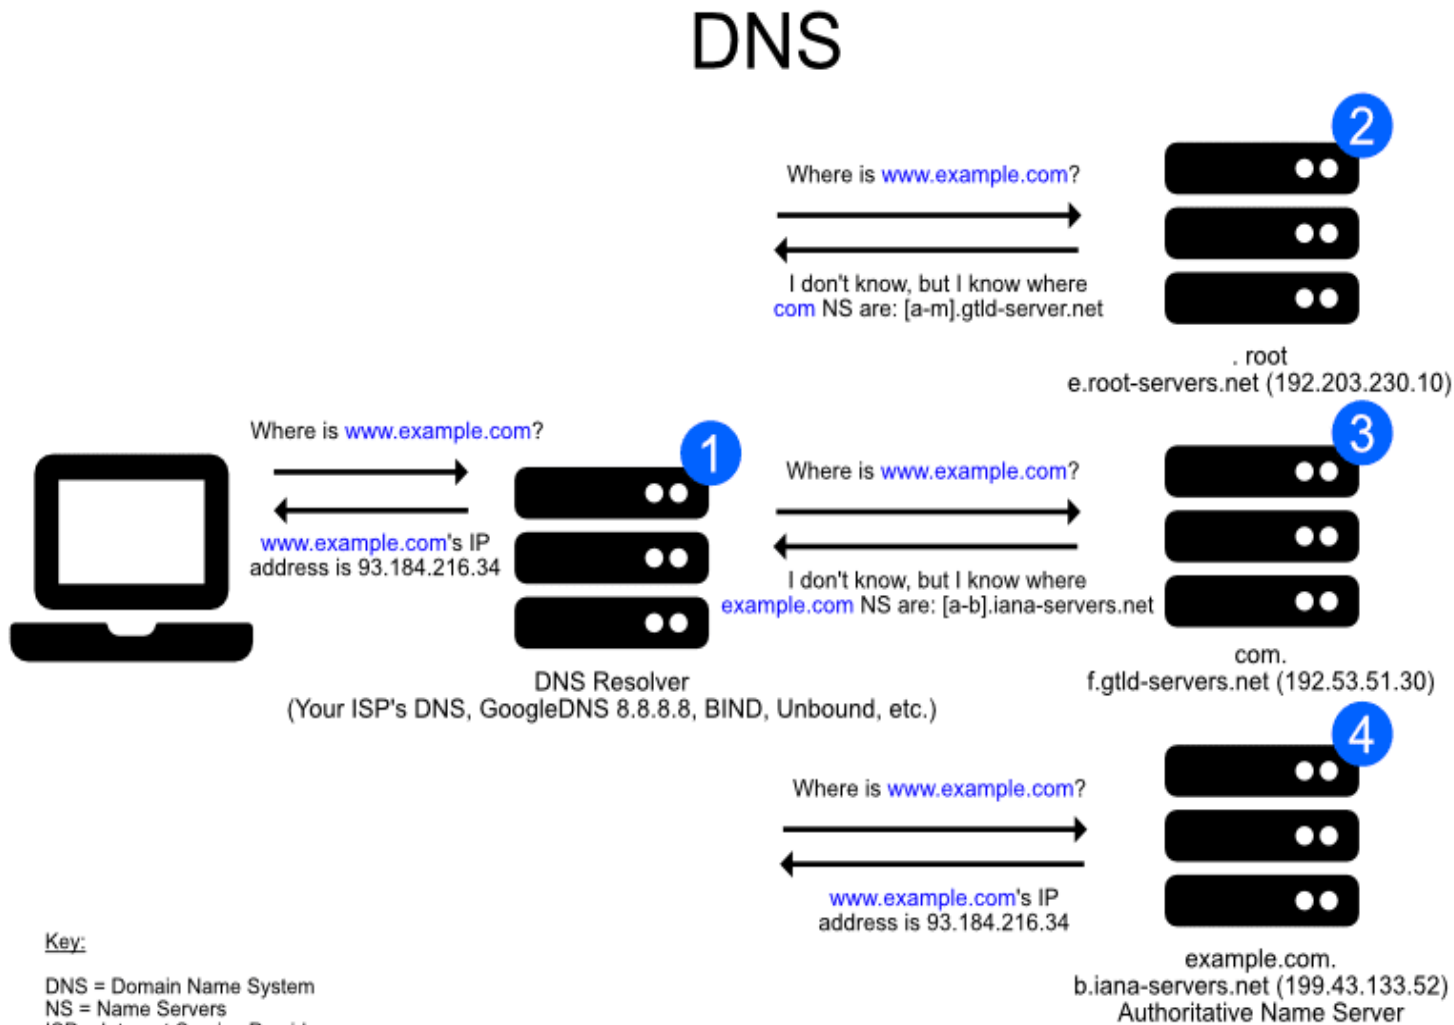 DNS
2
Where is www.example.com?
I don't know, but I know where
com NS are: [a-m].gtld-server.net
. root
e.root-servers.net (192.203.230.10)
Where is www.example.com?
1
www.example.com's IP
address is 93.184.216.34
DNS Resolver
(Your ISP's DNS, GoogleDNS 8.8.8.8, BIND, Unbound, etc.)
3
Where is www.example.com?
I don't know, but I know where
example.com NS are: [a-b].iana-servers.net
com.
f.gtld-servers.net (192.53.51.30)
4
Where is www.example.com?
www.example.com's IP
address is 93.184.216.34
example.com.
b.iana-servers.net (199.43.133.52)
Authoritative Name Server
Key:
DNS = Domain Name System
NS = Name Servers